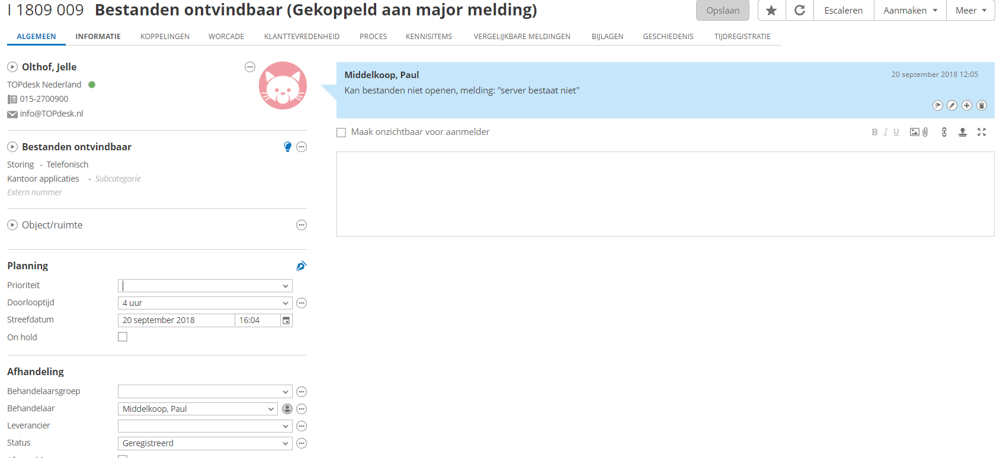 I 1809 009 Bestanden ontvindbaar (Gekoppeld aan major melding)
Opslaan Escaleren Aanmaken Meer
ALGEMEEN INFORMATIE KOPPELINGEN WORCADE KLANTTEVREDENHEID PROCES KENNISITEMS VERGELIJKBARE MELDINGEN BIJLAGEN GESCHIEDENIS TIJDREGISTRATIE
Olthof, Jelle
TOPdesk Nederland
015-2700900
info@TOPdesk.nl
Bestanden ontvindbaar
Storing - Telefonisch
Kantoor applicaties - Subcategorie
Extern nummer
Object/ruimte
Planning
Prioriteit
Doorlooptijd 4 uur
Streefdatum 20 september 2018 16:04
On hold
Afhandeling
Behandelaarsgroep
Behandelaar Middelkoop, Paul
Leverancier
Status Geregistreerd
Middelkoop, Paul 20 september 2018 12:05
Kan bestanden niet openen, melding: "server bestaat niet"
Maak onzichtbaar voor aanmelder
B I U